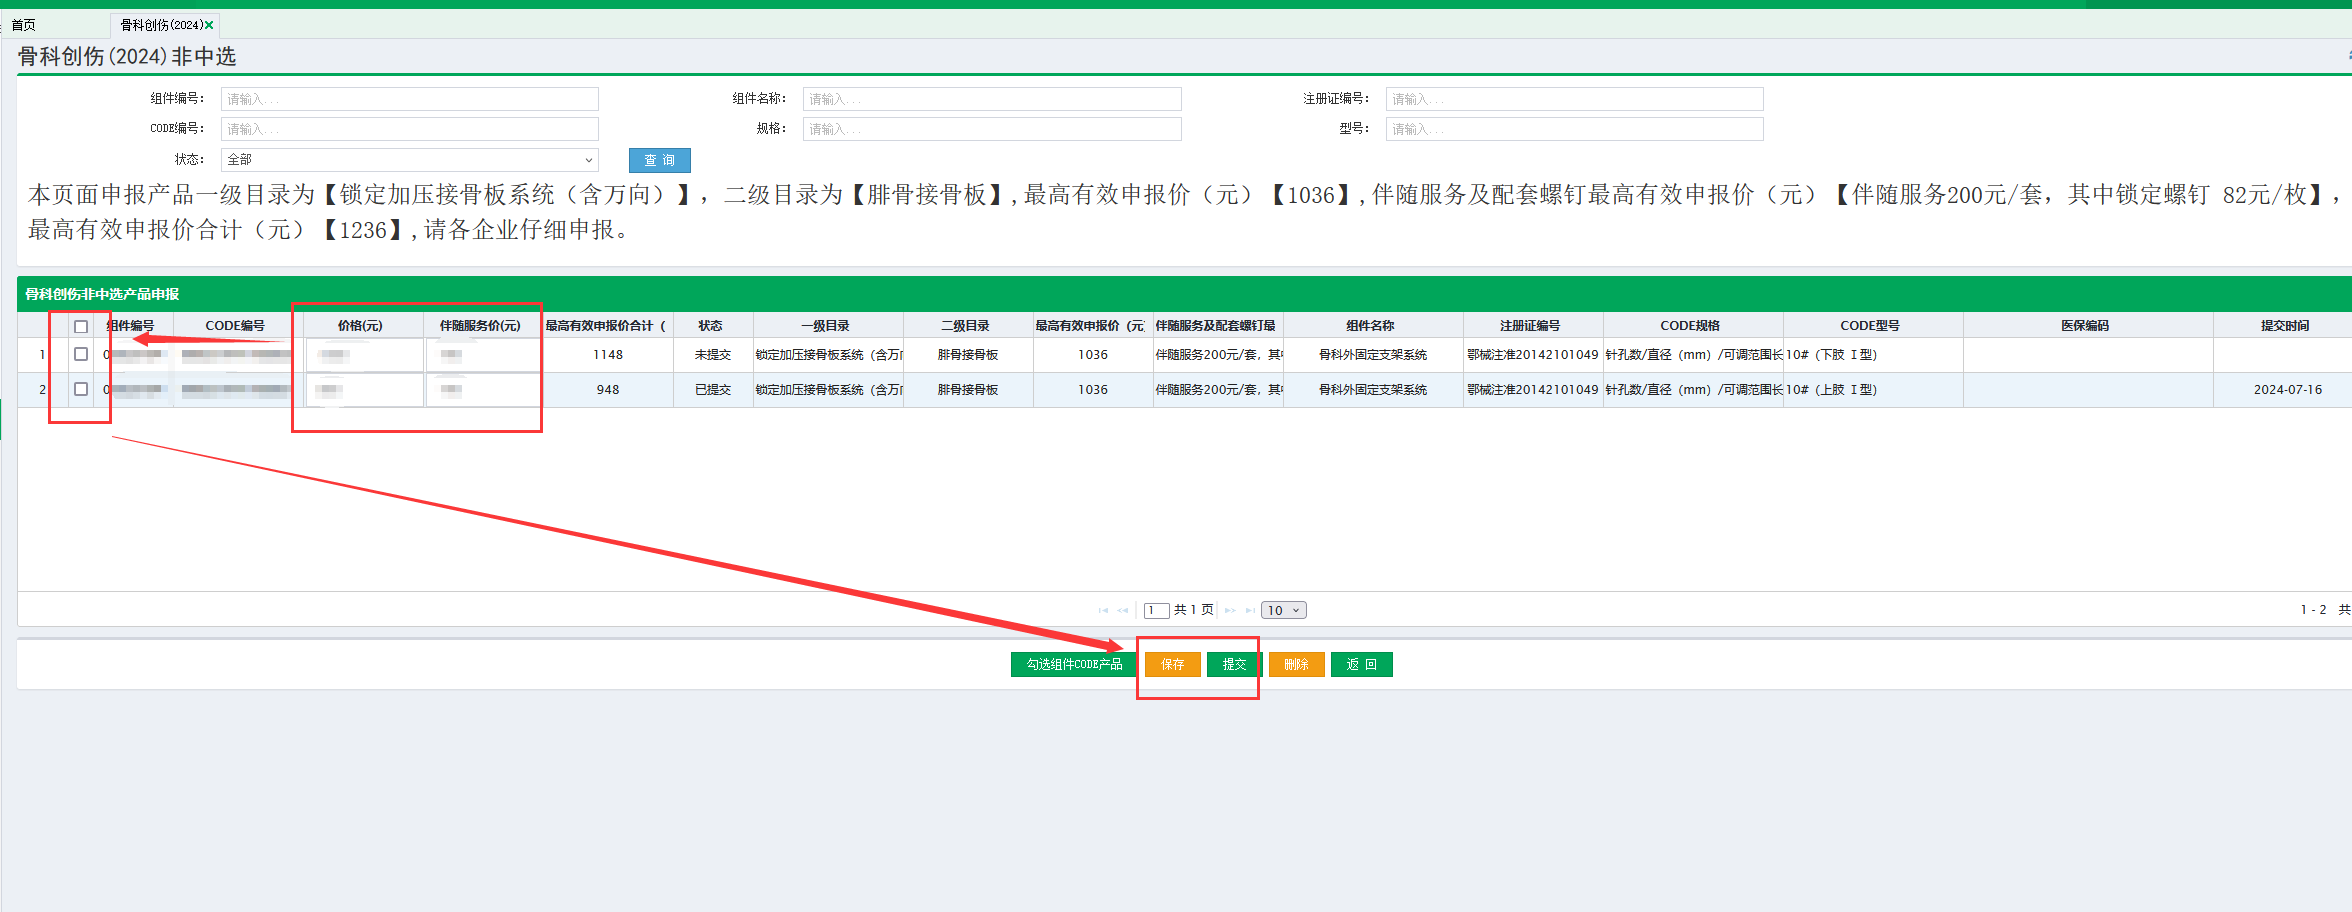 首页
骨科创伤(2024)
骨科创伤(2024)非中选
组件编号： 请输入... 组件名称： 请输入... 注册证编号： 请输入...
CODE编号： 请输入... 规格： 请输入... 型号： 请输入...
状态： 全部 查 询
本页面申报产品一级目录为【锁定加压接骨板系统（含万向）】，二级目录为【腓骨接骨板】,最高有效申报价（元）【1036】,伴随服务及配套螺钉最高有效申报价（元）【伴随服务200元/套，其中锁定螺钉 82元/枚】，
最高有效申报价合计（元）【1236】,请各企业仔细申报。
骨科创伤非中选产品申报
组件编号 CODE编号 价格(元) 伴随服务价(元) 最高有效申报价合计（ 状态 一级目录 二级目录 最高有效申报价（元 伴随服务及配套螺钉最 组件名称 注册证编号 CODE规格 CODE型号 医保编码 提交时间
1 0 1148 未提交 锁定加压接骨板系统（含万向 腓骨接骨板 1036 伴随服务200元/套，其中 骨科外固定支架系统 鄂械注准20142101049 针孔数/直径（mm）/可调范围长 10#（下肢 I 型）
2 0 948 已提交 锁定加压接骨板系统（含万向 腓骨接骨板 1036 伴随服务200元/套，其中 骨科外固定支架系统 鄂械注准20142101049 针孔数/直径（mm）/可调范围长 10#（上肢 I 型） 2024-07-16
1 共 1 页 10 1 - 2 共
勾选组件CODE产品 保存 提交 删除 返 回